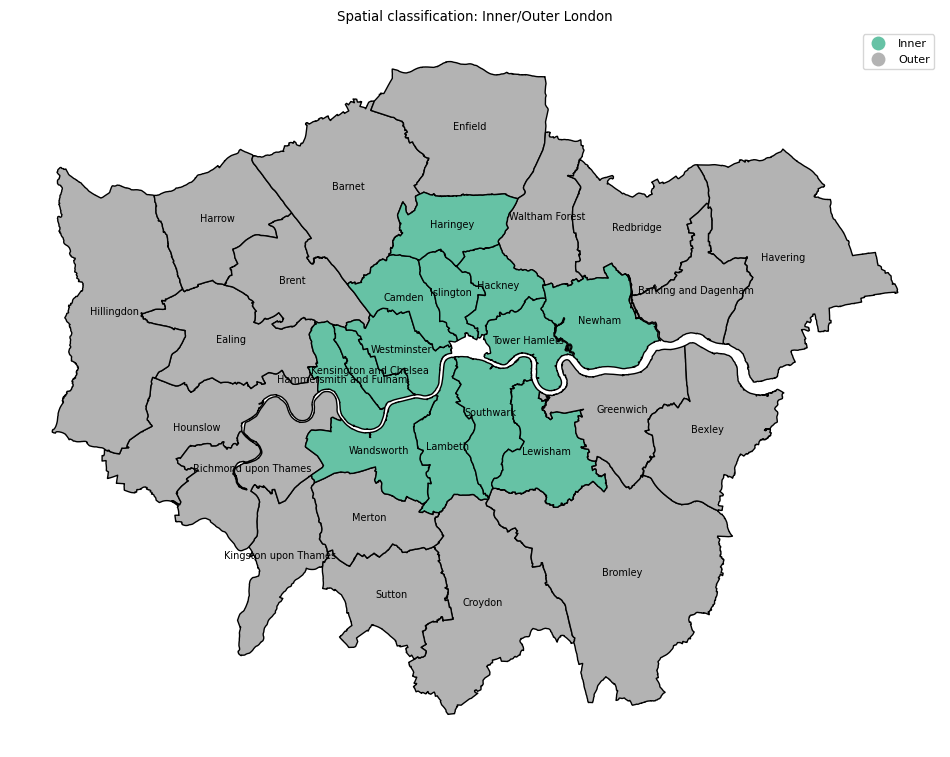 Spatial classification: Inner/Outer London
Inner
Outer
Enfield
Barnet
Harrow
Haringey
Waltham Forest
Redbridge
Havering
Brent
Hackney
Islington
Camden
Barking and Dagenham
Hillingdon
Newham
Ealing
Tower Hamlets
Westminster
Kensington and Chelsea
Hammersmith and Fulham
Greenwich
Southwark
Hounslow
Bexley
Lambeth
Wandsworth
Lewisham
Richmond upon Thames
Merton
Kingston upon Thames
Bromley
Sutton
Croydon